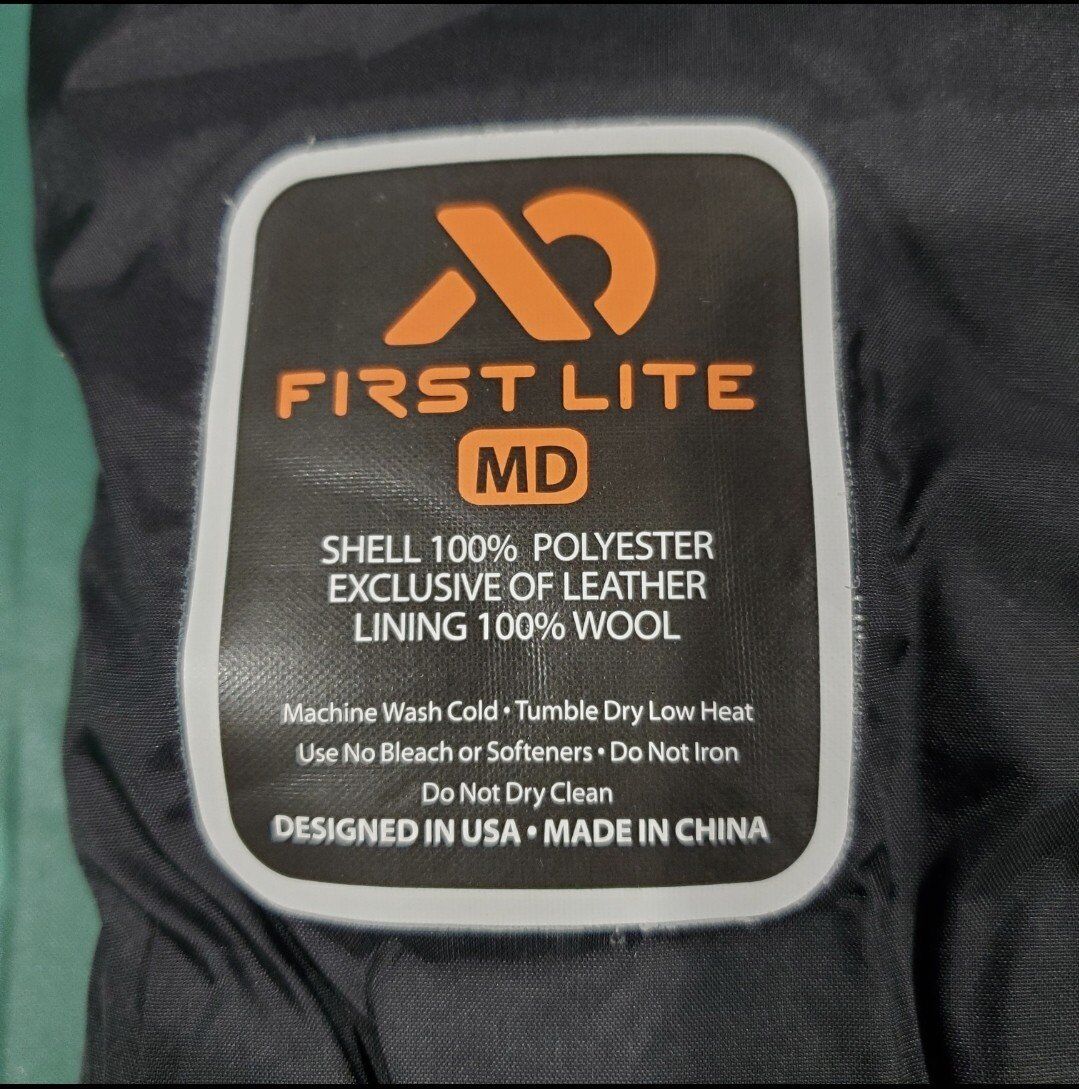 FIRST LITE
MD
SHELL 100% POLYESTER
EXCLUSIVE OF LEATHER
LINING 100% WOOL
Machine Wash Cold • Tumble Dry Low Heat
Use No Bleach or Softeners • Do Not Iron
Do Not Dry Clean
DESIGNED IN USA • MADE IN CHINA